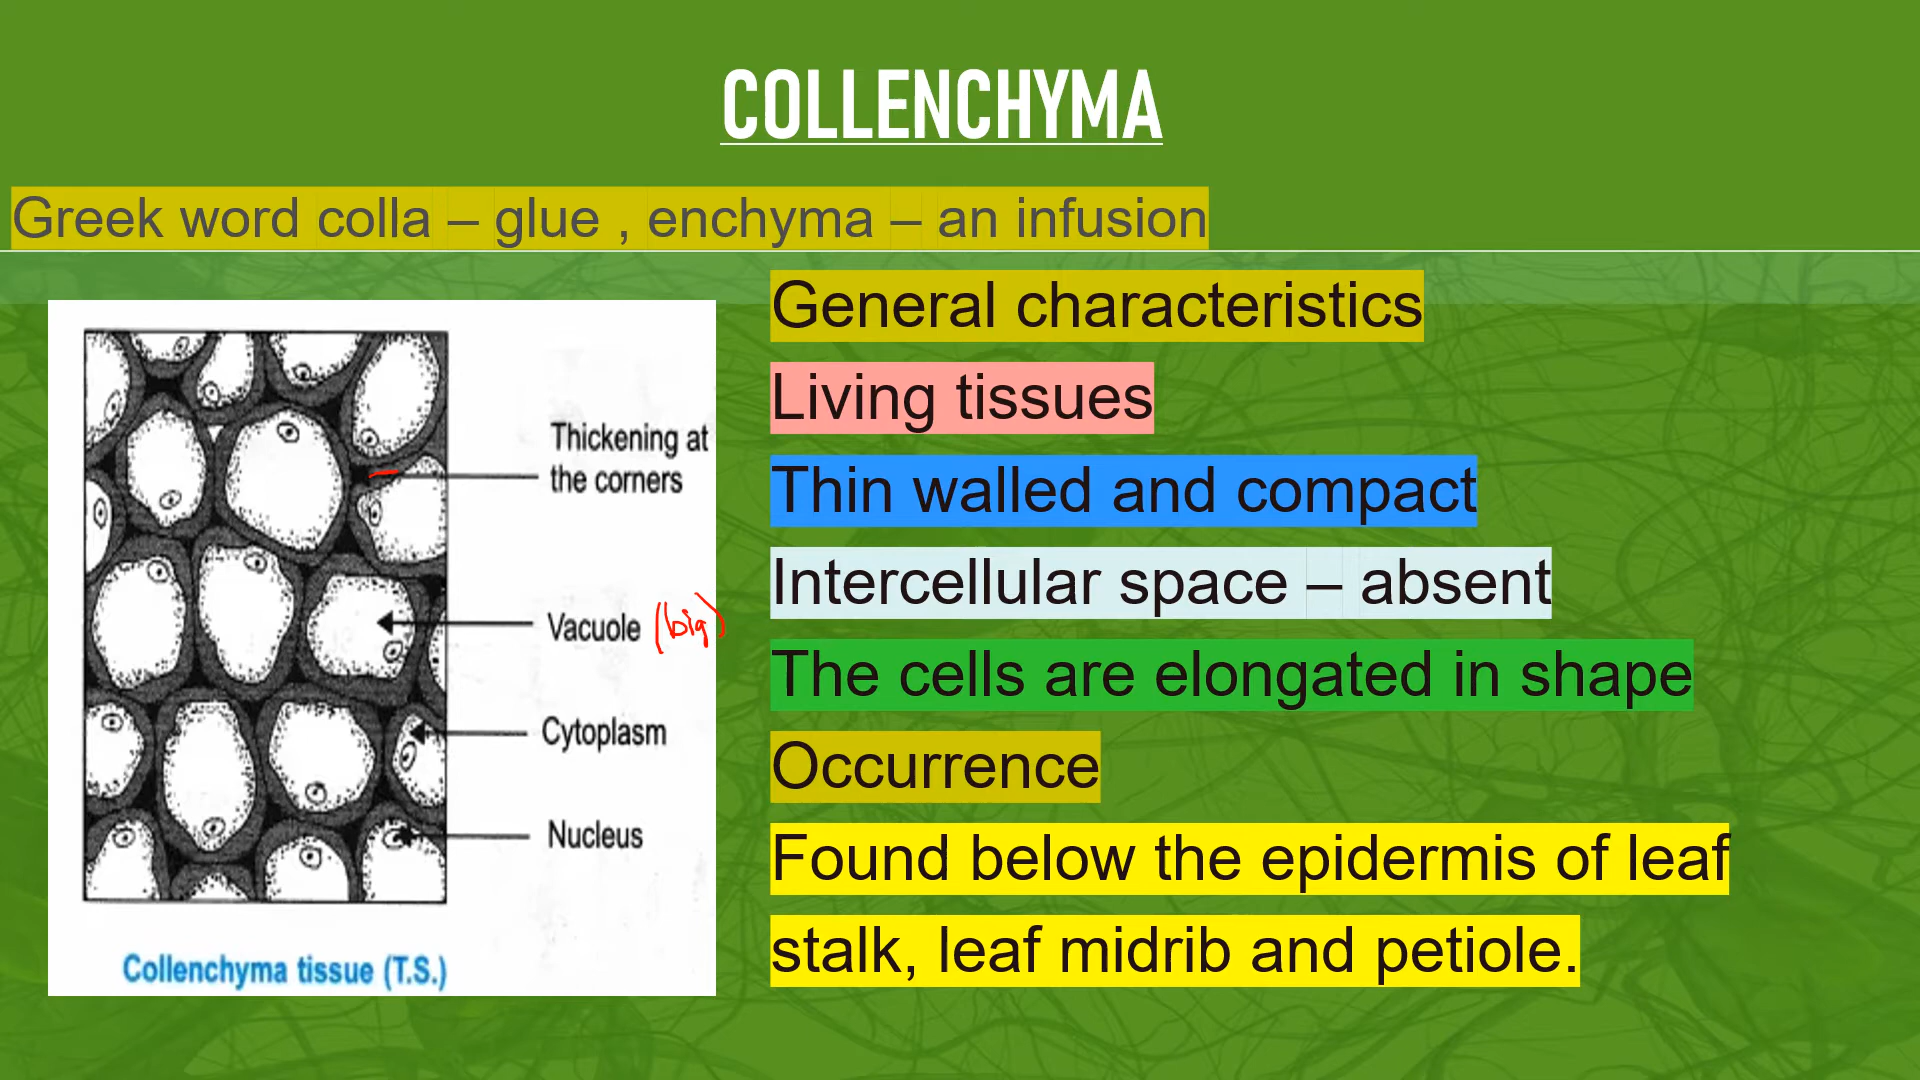 COLLENCHYMA
Greek word colla – glue , enchyma – an infusion
General characteristics
Living tissues
Thin walled and compact
Intercellular space – absent
The cells are elongated in shape
Occurrence
Found below the epidermis of leaf
stalk, leaf midrib and petiole.
Thickening at
the corners
Vacuole (big)
Cytoplasm
Nucleus
Collenchyma tissue (T.S.)